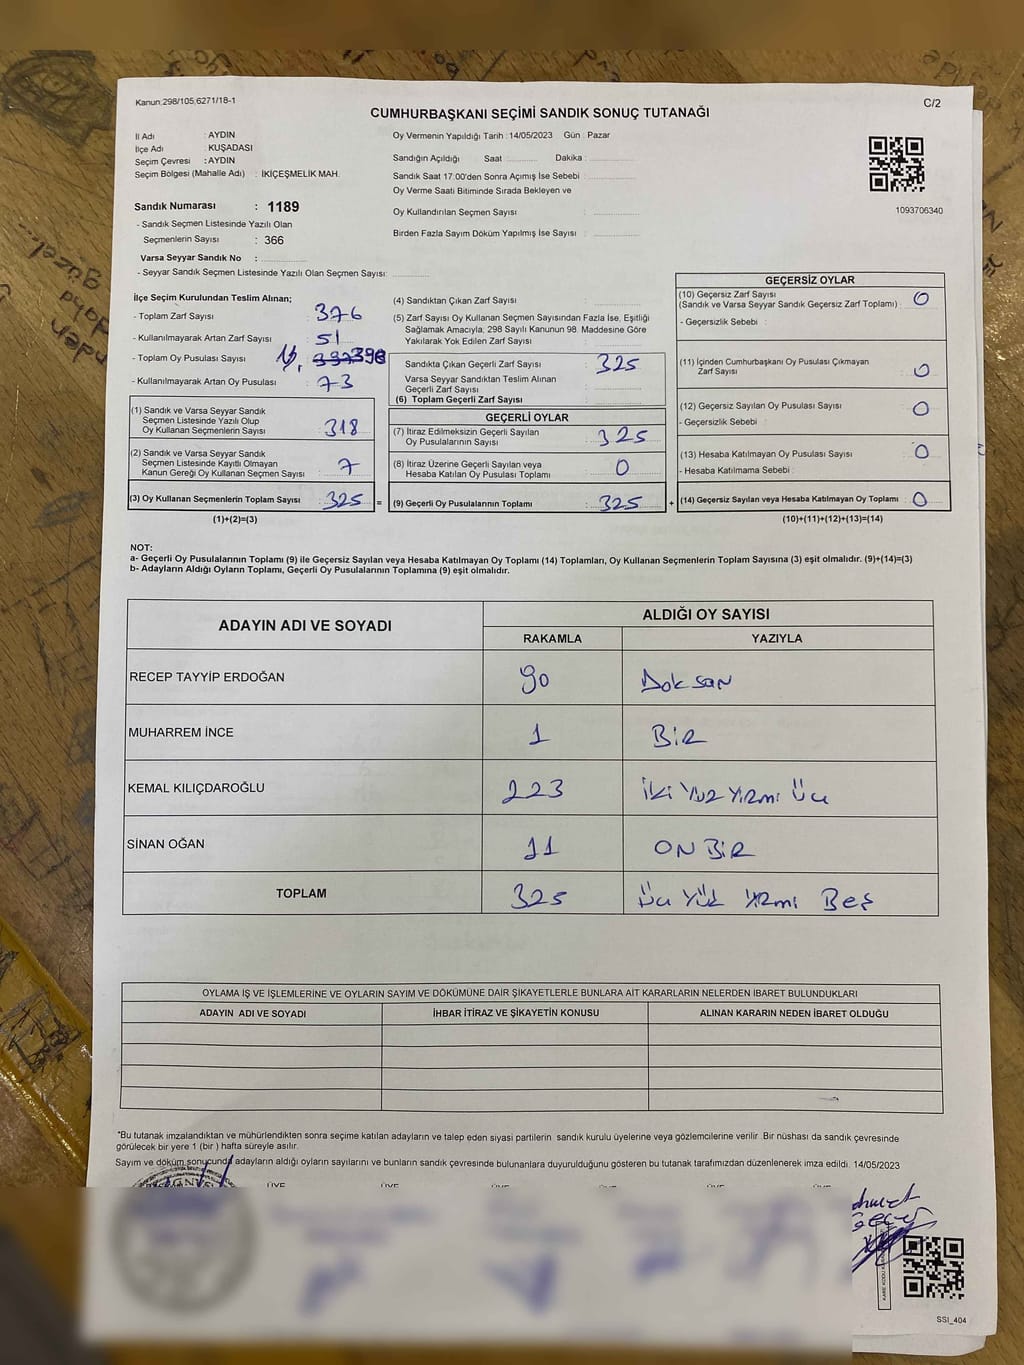 Kanun:298/105;6271/18-1
C/2
CUMHURBAŞKANI SEÇİMİ SANDIK SONUÇ TUTANAĞI
İl Adı : AYDIN
İlçe Adı : KUŞADASI
Seçim Çevresi : AYDIN
Seçim Bölgesi (Mahalle Adı) : İKİÇEŞMELİK MAH.
Oy Vermenin Yapıldığı Tarih : 14/05/2023 Gün : Pazar
Sandığın Açıldığı Saat Dakika :
Sandık Saat 17.00'den Sonra Açımış İse Sebebi :
Oy Verme Saati Bitiminde Sırada Bekleyen ve
Oy Kullandırılan Seçmen Sayısı :
Birden Fazla Sayım Döküm Yapılmış İse Sayısı :
1093706340
Sandık Numarası : 1189
- Sandık Seçmen Listesinde Yazılı Olan
Seçmenlerin Sayısı : 366
Varsa Seyyar Sandık No :
- Seyyar Sandık Seçmen Listesinde Yazılı Olan Seçmen Sayısı:
İlçe Seçim Kurulundan Teslim Alınan;
- Toplam Zarf Sayısı : 376
- Kullanılmayarak Artan Zarf Sayısı : 51
- Toplam Oy Pusulası Sayısı 398
- Kullanılmayarak Artan Oy Pusulası : 73
(1) Sandık ve Varsa Seyyar Sandık
Seçmen Listesinde Yazılı Olup
Oy Kullanan Seçmenlerin Sayısı : 318
(2) Sandık ve Varsa Seyyar Sandık
Seçmen Listesinde Kayıtlı Olmayan
Kanun Gereği Oy Kullanan Seçmen Sayısı : 7
(3) Oy Kullanan Seçmenlerin Toplam Sayısı : 325 =
(1)+(2)=(3)
(4) Sandıktan Çıkan Zarf Sayısı :
(5) Zarf Sayısı Oy Kullanan Seçmen Sayısından Fazla İse, Eşitliği
Sağlamak Amacıyla, 298 Sayılı Kanunun 98. Maddesine Göre
Yakılarak Yok Edilen Zarf Sayısı :
Sandıkta Çıkan Geçerli Zarf Sayısı : 325
Varsa Seyyar Sandıktan Teslim Alınan
Geçerli Zarf Sayısı :
(6) Toplam Geçerli Zarf Sayısı :
GEÇERLİ OYLAR
(7) İtiraz Edilmeksizin Geçerli Sayılan
Oy Pusulalarının Sayısı : 325
(8) İtiraz Üzerine Geçerli Sayılan veya
Hesaba Katılan Oy Pusulası Toplamı : 0
(9) Geçerli Oy Pusulalarının Toplamı : 325 +
GEÇERSİZ OYLAR
(10) Geçersiz Zarf Sayısı
(Sandık ve Varsa Seyyar Sandık Geçersiz Zarf Toplamı) : 0
- Geçersizlik Sebebi :
(11) İçinden Cumhurbaşkanı Oy Pusulası Çıkmayan
Zarf Sayısı : 0
(12) Geçersiz Sayılan Oy Pusulası Sayısı : 0
- Geçersizlik Sebebi :
(13) Hesaba Katılmayan Oy Pusulası Sayısı : 0
- Hesaba Katılmama Sebebi :
(14) Geçersiz Sayılan veya Hesaba Katılmayan Oy Toplamı : 0
(10)+(11)+(12)+(13)=(14)
NOT:
a- Geçerli Oy Pusulalarının Toplamı (9) ile Geçersiz Sayılan veya Hesaba Katılmayan Oy Toplamı (14) Toplamları, Oy Kullanan Seçmenlerin Toplam Sayısına (3) eşit olmalıdır. (9)+(14)=(3)
b- Adayların Aldığı Oyların Toplamı, Geçerli Oy Pusulalarının Toplamına (9) eşit olmalıdır.
ADAYIN ADI VE SOYADI ALDIĞI OY SAYISI
RAKAMLA YAZIYLA
RECEP TAYYİP ERDOĞAN 90 Doksan
MUHARREM İNCE 1 BİR
KEMAL KILIÇDAROĞLU 223 İki Yüz Yirmi Üç
SİNAN OĞAN 11 ON BİR
TOPLAM 325 Üç Yüz Yirmi Beş
OYLAMA İŞ VE İŞLEMLERİNE VE OYLARIN SAYIM VE DÖKÜMÜNE DAİR ŞİKAYETLERLE BUNLARA AİT KARARLARIN NELERDEN İBARET BULUNDUKLARI
ADAYIN ADI VE SOYADI İHBAR İTİRAZ VE ŞİKAYETİN KONUSU ALINAN KARARIN NEDEN İBARET OLDUĞU
*Bu tutanak imzalandıktan ve mühürlendikten sonra seçime katılan adayların ve talep eden siyasi partilerin sandık kurulu üyelerine veya gözlemcilerine verilir .Bir nüshası da sandık çevresinde
görülecek bir yere 1 (bir ) hafta süreyle asılır.
Sayım ve döküm sonucunda adayların aldığı oyların sayılarını ve bunların sandık çevresinde bulunanlara duyurulduğunu gösteren bu tutanak tarafımızdan düzenlenerek imza edildi. 14/05/2023
ÜYE ÜYE ÜYE ÜYE ÜYE ÜYE
SSİ_404